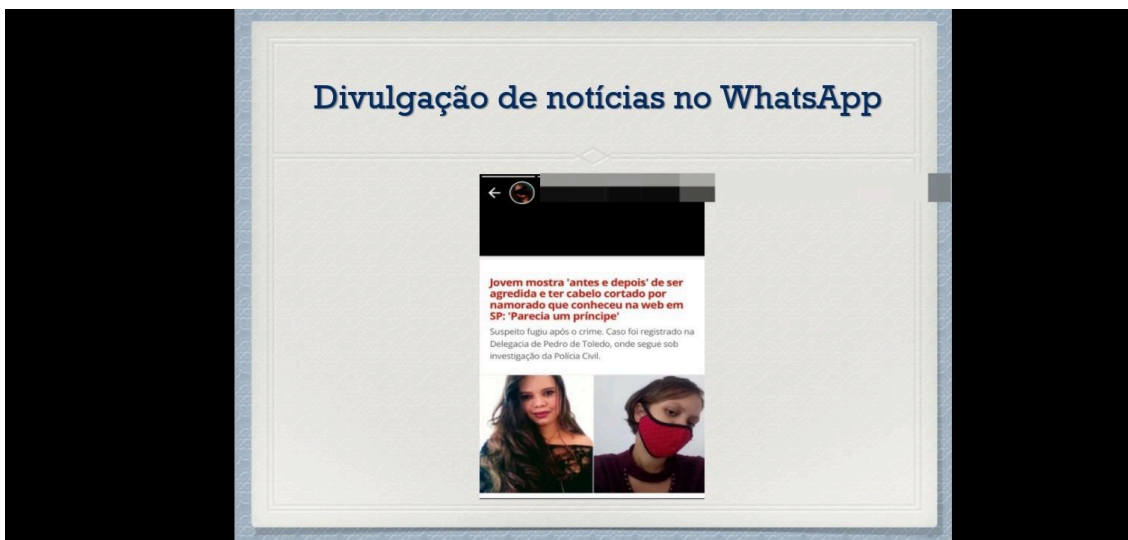 Divulgação de notícias no WhatsApp
Jovem mostra 'antes e depois' de ser
agredida e ter cabelo cortado por
namorado que conheceu na web em
SP: 'Parecia um príncipe'
Suspeito fugiu após o crime. Caso foi registrado na
Delegacia de Pedro de Toledo, onde segue sob
investigação da Polícia Civil.